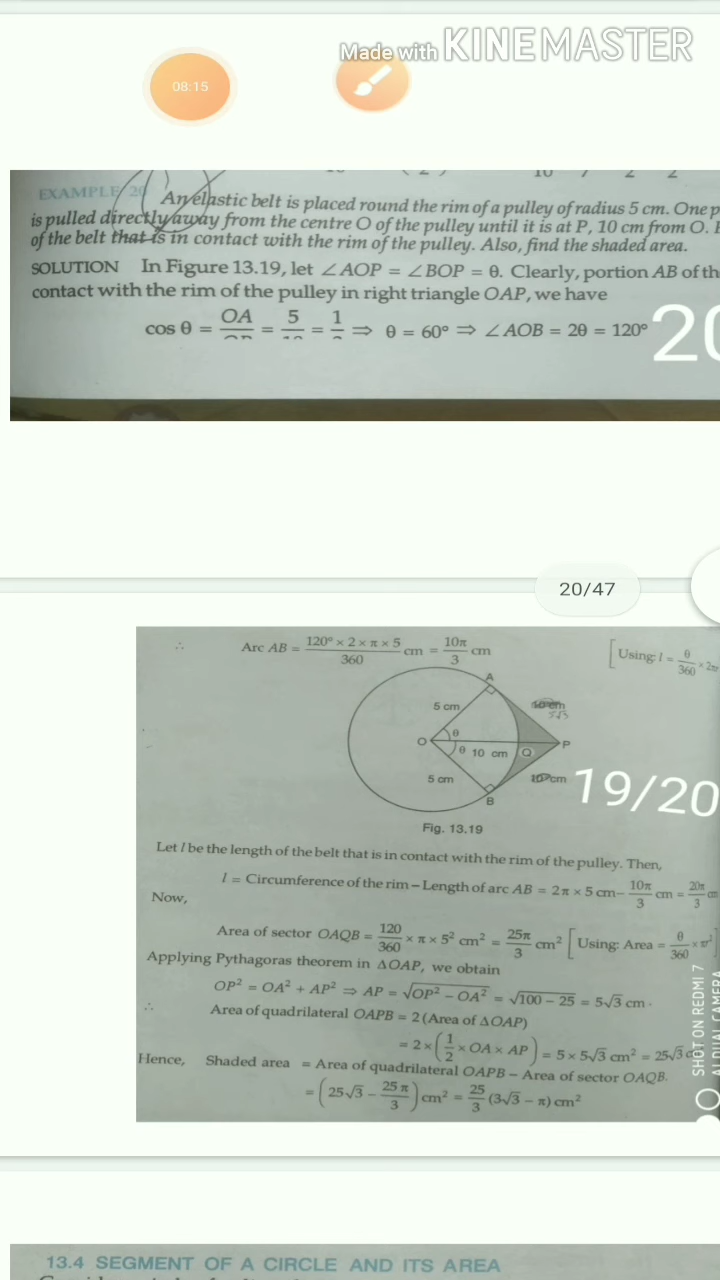 Made with KINEMASTER
08:15
EXAMPLE 20 An elastic belt is placed round the rim of a pulley of radius 5 cm. One p
is pulled directly away from the centre O of the pulley until it is at P, 10 cm from O.
of the belt that is in contact with the rim of the pulley. Also, find the shaded area.
SOLUTION In Figure 13.19, let ∠AOP = ∠BOP = θ. Clearly, portion AB of th
contact with the rim of the pulley in right triangle OAP, we have
cos θ = OA/OP = 5/10 = 1/2 ⇒ θ = 60° ⇒ ∠AOB = 2θ = 120°
20
20/47
∴ Arc AB = 120° × 2 × π × 5/360 cm = 10π/3 cm [Using: l = θ/360 × 2πr
A
5 cm
10 cm
5√3
θ
O
P
θ 10 cm Q
5 cm
10 cm
B
19/20
Fig. 13.19
Let l be the length of the belt that is in contact with the rim of the pulley. Then,
l = Circumference of the rim – Length of arc AB = 2π × 5 cm – 10π/3 cm = 20π/3 cm
Now,
Area of sector OAQB = 120/360 × π × 5² cm² = 25π/3 cm² [Using: Area = θ/360 × πr²]
Applying Pythagoras theorem in ΔOAP, we obtain
OP² = OA² + AP² ⇒ AP = √OP² – OA² = √100 – 25 = 5√3 cm.
∴ Area of quadrilateral OAPB = 2 (Area of ΔOAP)
= 2 × (1/2 × OA × AP) = 5 × 5√3 cm² = 25√3 c
Hence, Shaded area = Area of quadrilateral OAPB – Area of sector OAQB.
= (25√3 – 25π/3) cm² = 25/3 (3√3 – π) cm²
SHOT ON REDMI 7
AI DUAL CAMERA
13.4 SEGMENT OF A CIRCLE AND ITS AREA